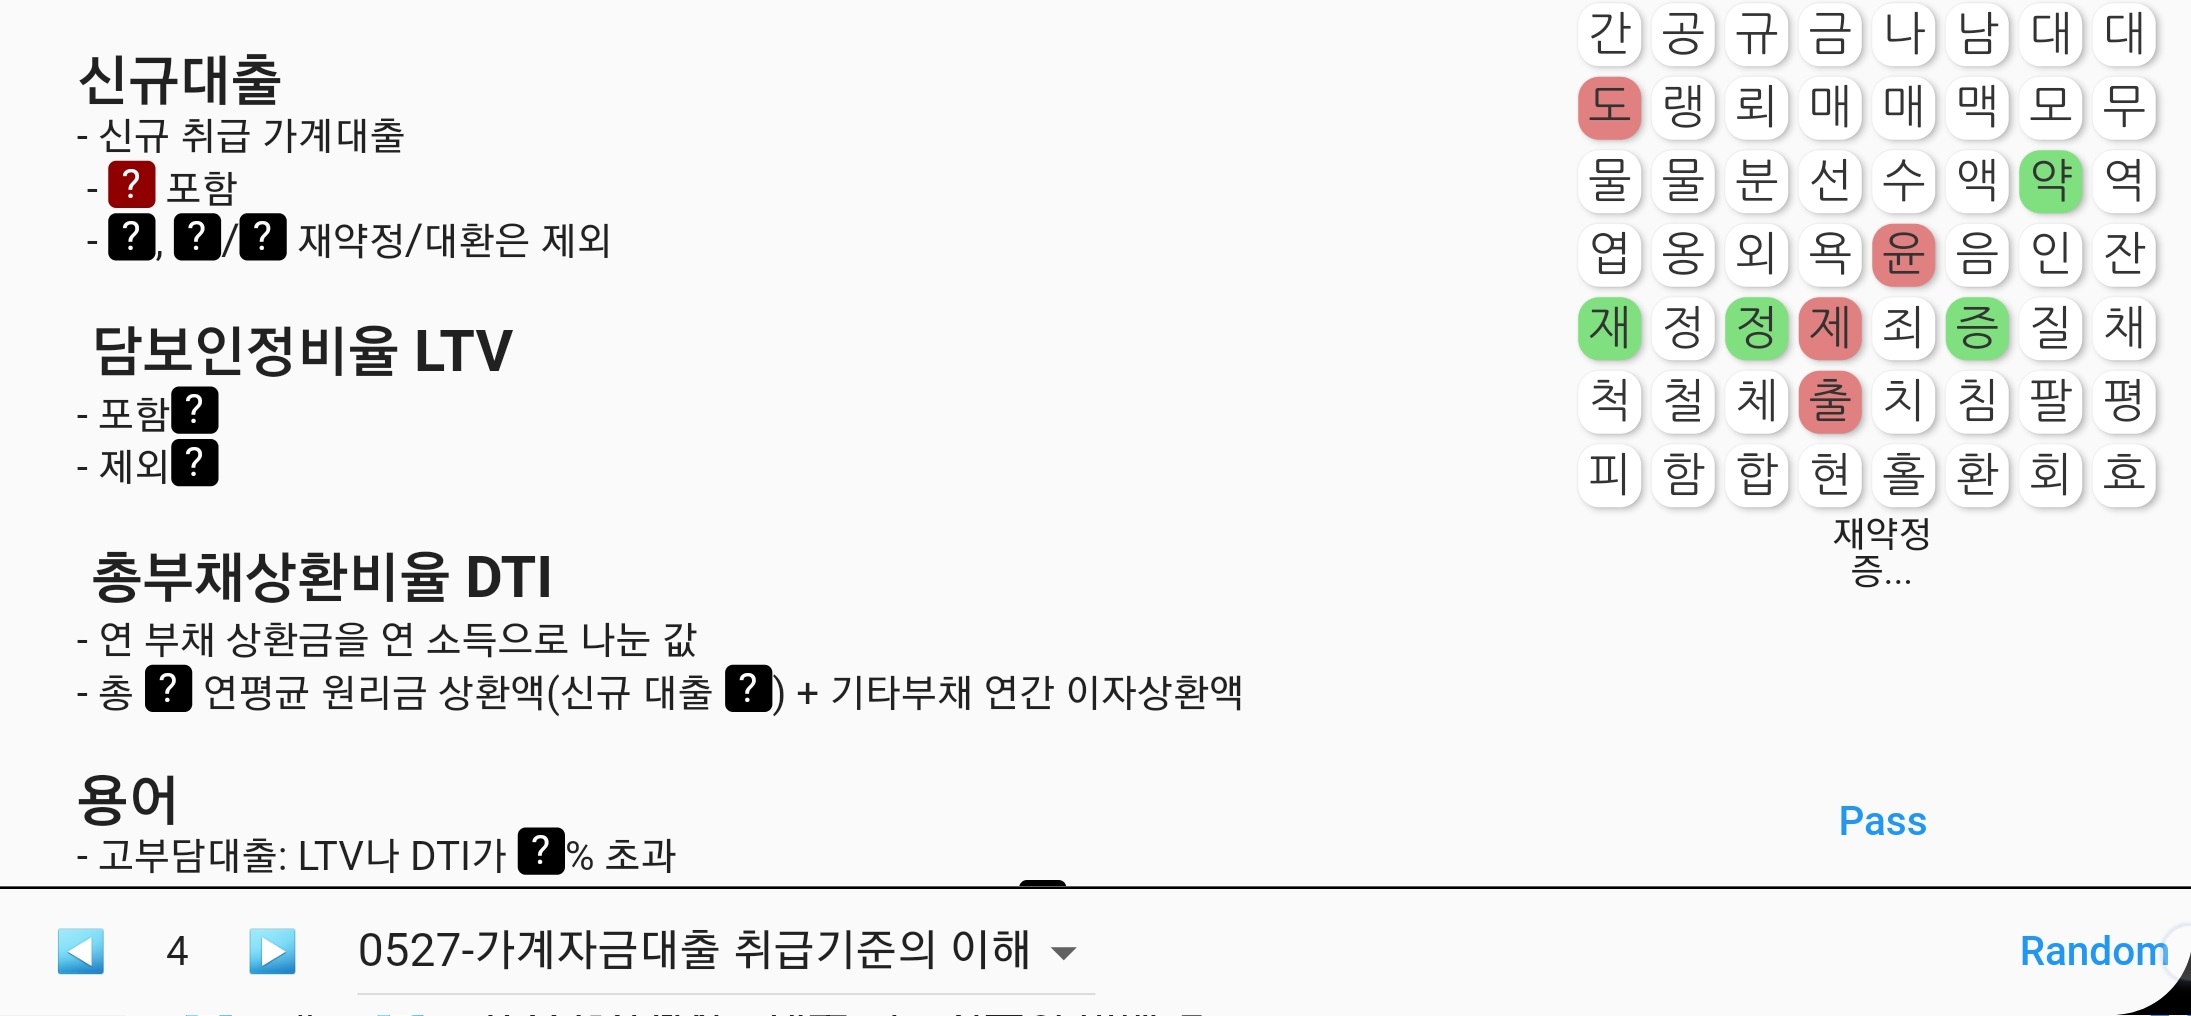 신규대출
- 신규 취급 가계대출
- ? 포함
- ?, ?/? 재약정/대환은 제외
담보인정비율 LTV
- 포함?
- 제외?
총부채상환비율 DTI
- 연 부채 상환금을 연 소득으로 나눈 값
- 총 ? 연평균 원리금 상환액(신규 대출 ?) + 기타부채 연간 이자상환액
용어
- 고부담대출: LTV나 DTI가 ?% 초과
간 공 규 금 나 남 대 대
도 랭 뢰 매 매 맥 모 무
물 물 분 선 수 액 약 역
엽 옹 외 욕 윤 음 인 잔
재 정 정 제 죄 증 질 채
척 철 체 출 치 침 팔 평
피 함 합 현 홀 환 회 효
재약정
증...
Pass
4 0527-가계자금대출 취급기준의 이해
Random